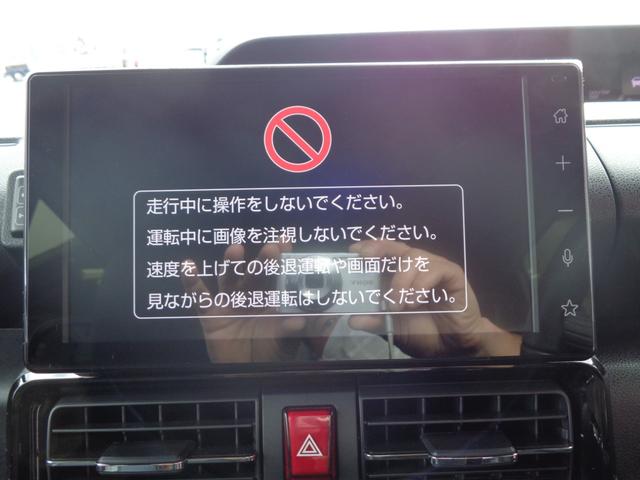 走行中に操作をしないでください。
運転中に画像を注視しないでください。
速度を上げての後退運転や画面だけを
見ながらの後退運転はしないでください。